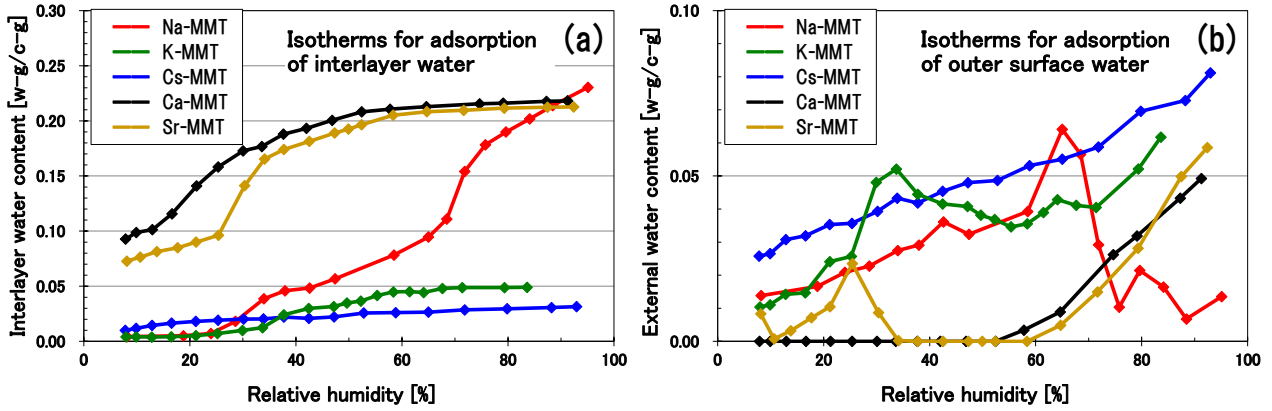 Interlayer water content [w-g/c-g]
0.30
0.25
0.20
0.15
0.10
0.05
0.00
Na-MMT
K-MMT
Cs-MMT
Ca-MMT
Sr-MMT
Isotherms for adsorption
of interlayer water
(a)
0
20
40
60
80
100
Relative humidity [%]
External water content [w-g/c-g]
0.10
0.05
0.00
Na-MMT
K-MMT
Cs-MMT
Ca-MMT
Sr-MMT
Isotherms for adsorption
of outer surface water
(b)
0
20
40
60
80
100
Relative humidity [%]